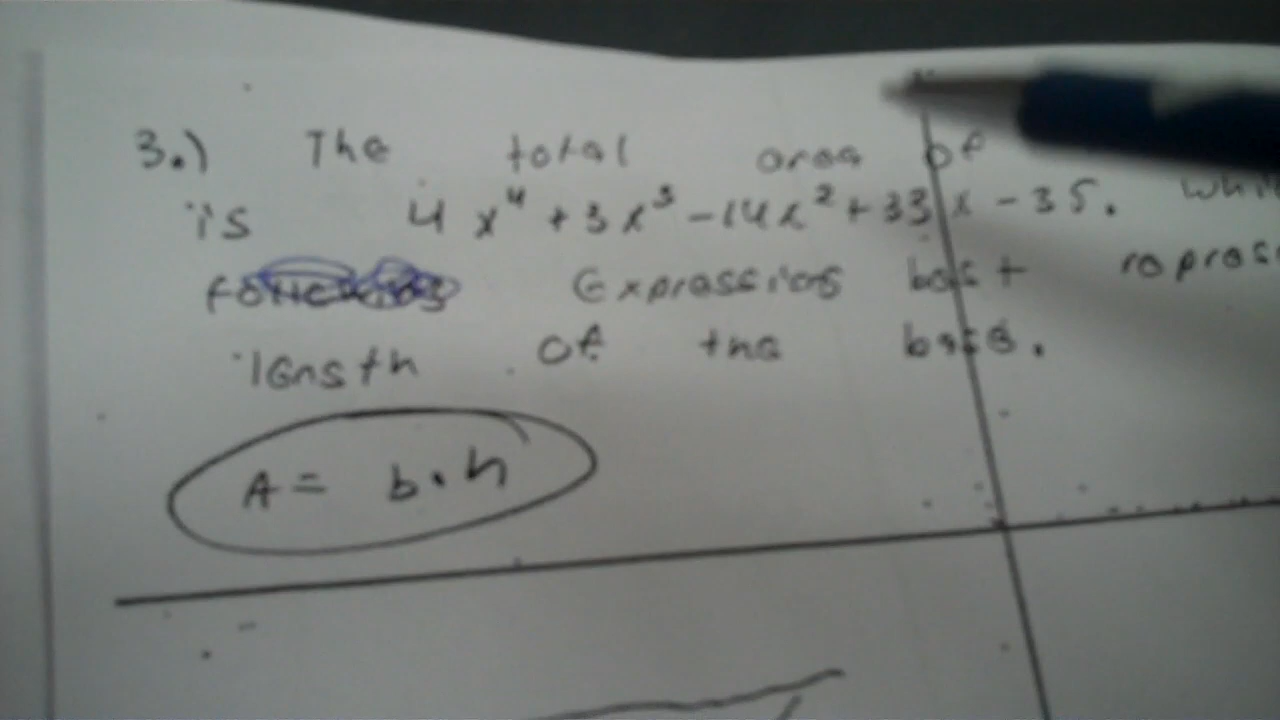 3.) The total area of
is 4x⁴ + 3x³ - 14x² + 33x - 35.
Expressions best
length of the base.
A = b·h